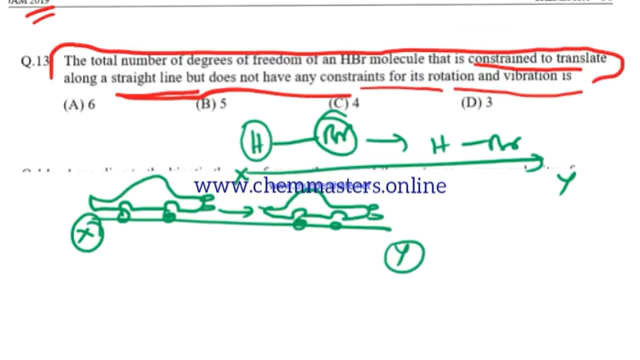 JAM 2019
Q.13 The total number of degrees of freedom of an HBr molecule that is constrained to translate
along a straight line but does not have any constraints for its rotation and vibration is
(A) 6 (B) 5 (C) 4 (D) 3
H Br H Br
X Y
www.chemmasters.online
X Y